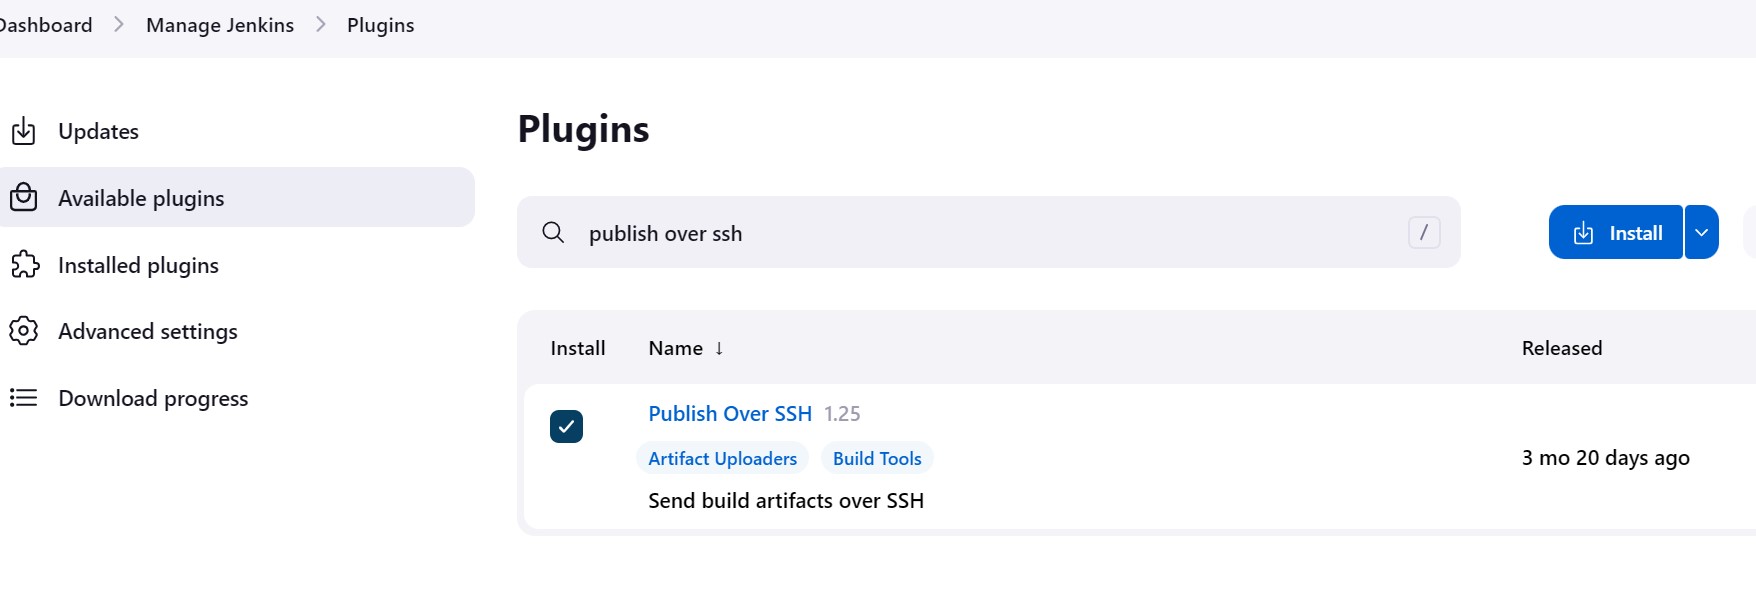 Dashboard > Manage Jenkins > Plugins
Updates
Available plugins
Installed plugins
Advanced settings
Download progress
Plugins
publish over ssh /
Install
Install Name ↓ Released
Publish Over SSH 1.25
Artifact Uploaders Build Tools
3 mo 20 days ago
Send build artifacts over SSH